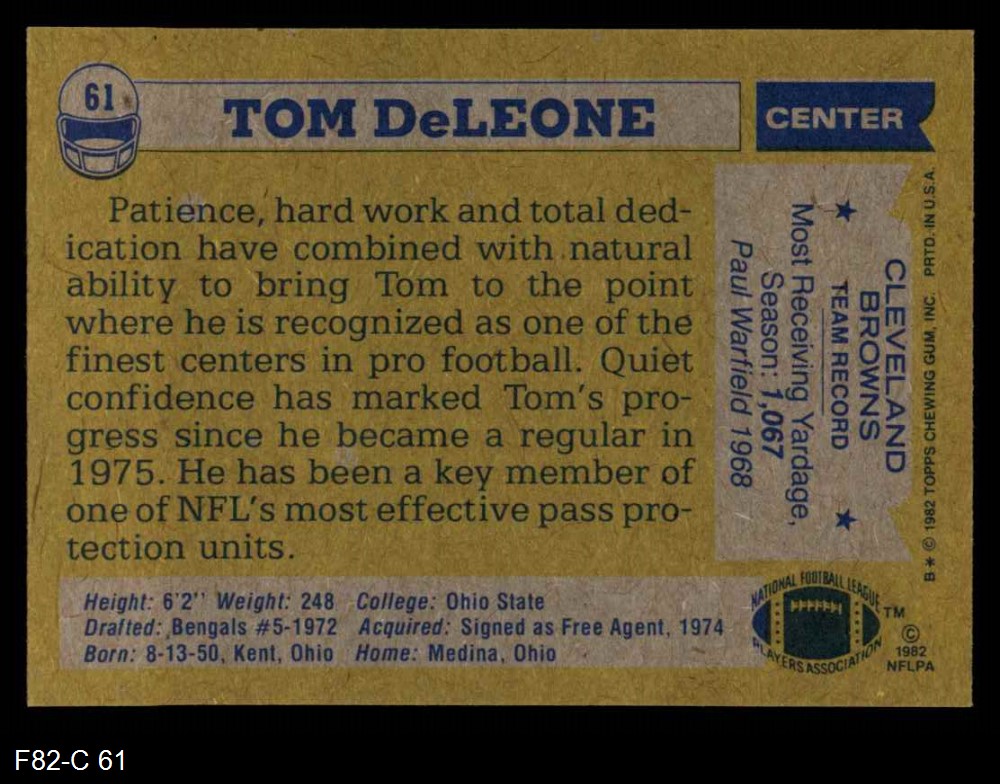 61
TOM DeLEONE
CENTER
Patience, hard work and total ded-
ication have combined with natural
ability to bring Tom to the point
where he is recognized as one of the
finest centers in pro football. Quiet
confidence has marked Tom's pro-
gress since he became a regular in
1975. He has been a key member of
one of NFL's most effective pass pro-
tection units.
CLEVELAND
BROWNS
★ TEAM RECORD ★
Most Receiving Yardage,
Season: 1,067
Paul Warfield 1968
B* © 1982 TOPPS CHEWING GUM, INC. PRTD. IN U.S.A.
Height: 6'2" Weight: 248 College: Ohio State
Drafted: Bengals #5-1972 Acquired: Signed as Free Agent, 1974
Born: 8-13-50, Kent, Ohio Home: Medina, Ohio
NATIONAL FOOTBALL LEAGUE
PLAYERS ASSOCIATION
TM
©
1982
NFLPA
F82-C 61